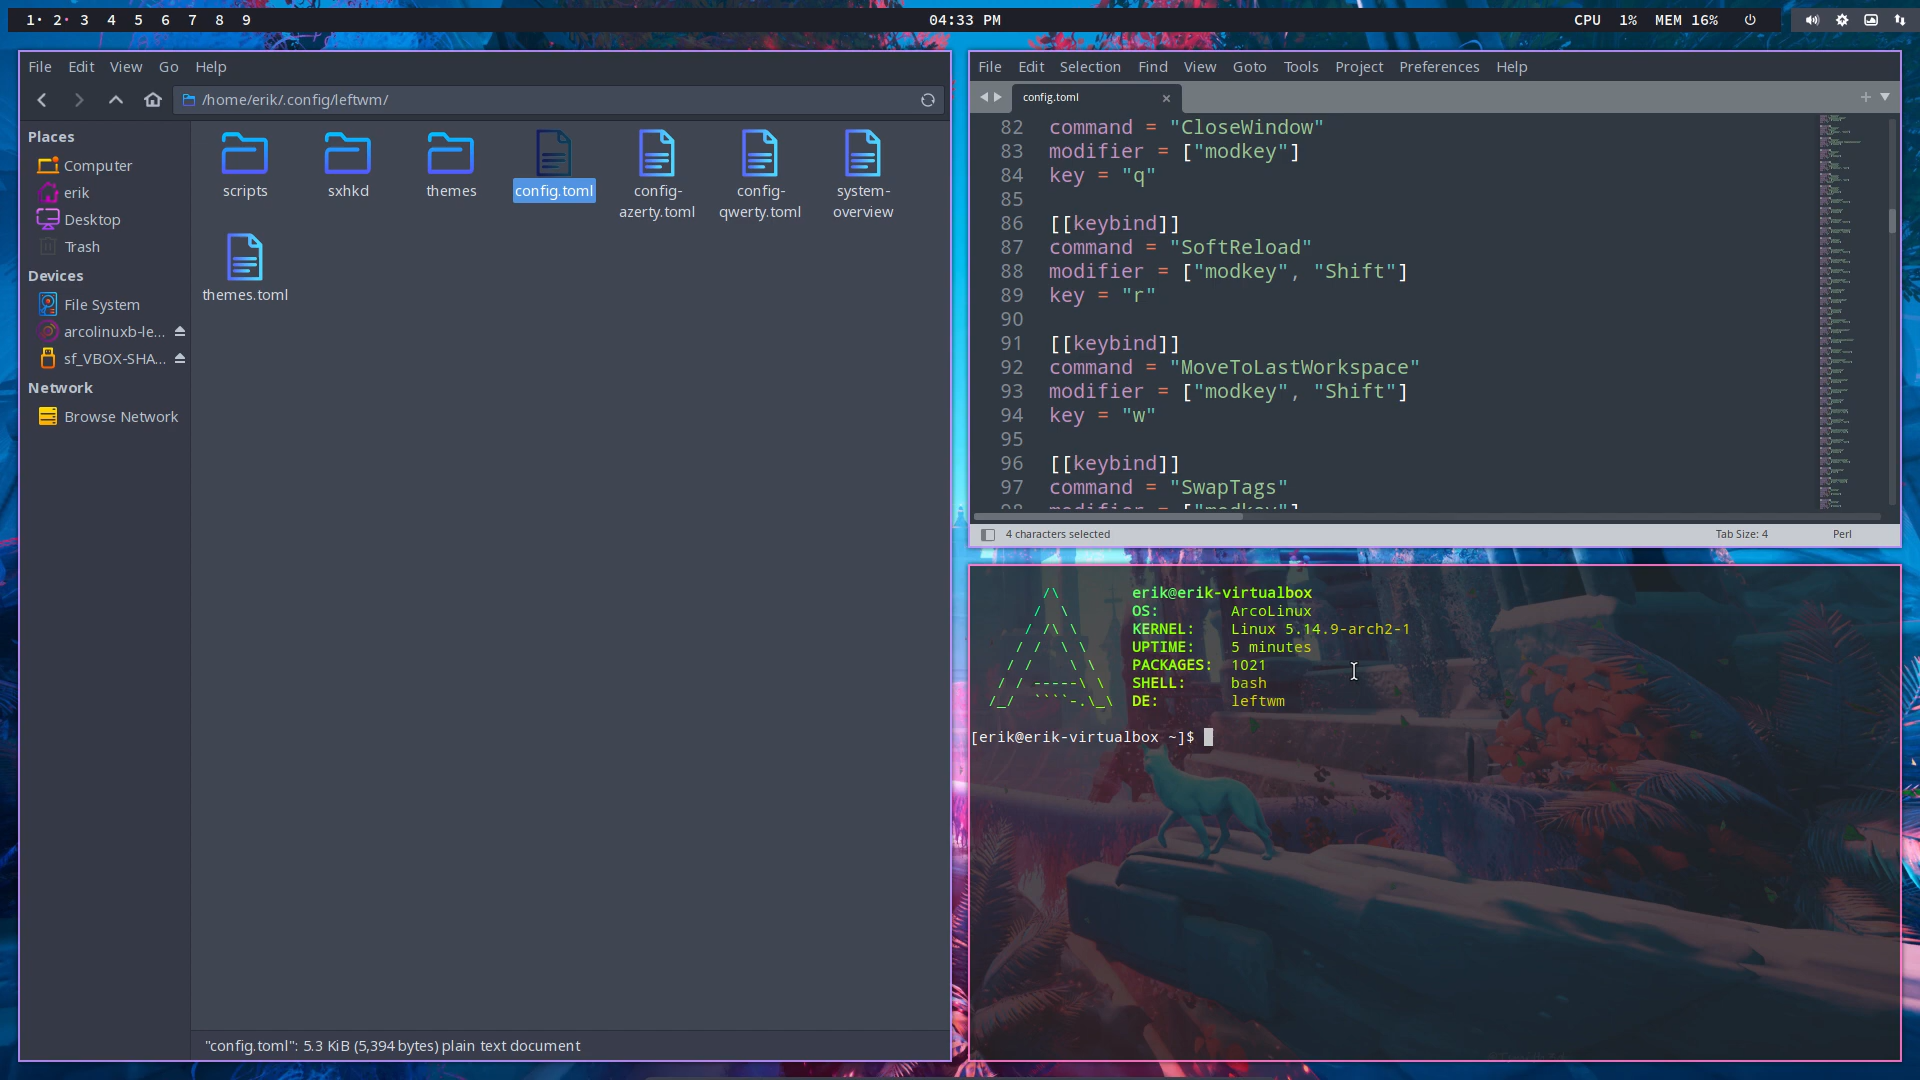 1· 2· 3 4 5 6 7 8 9
04:33 PM
CPU 1% MEM 16%
File Edit View Go Help
/home/erik/.config/leftwm/
Places
Computer
erik
Desktop
Trash
Devices
File System
arcolinuxb-le...
sf_VBOX-SHA...
Network
Browse Network
scripts
sxhkd
themes
config.toml
config-
azerty.toml
config-
qwerty.toml
system-
overview
themes.toml
"config.toml": 5.3 KiB (5,394 bytes) plain text document
File Edit Selection Find View Goto Tools Project Preferences Help
config.toml
82 command = "CloseWindow"
83 modifier = ["modkey"]
84 key = "q"
85
86 [[keybind]]
87 command = "SoftReload"
88 modifier = ["modkey", "Shift"]
89 key = "r"
90
91 [[keybind]]
92 command = "MoveToLastWorkspace"
93 modifier = ["modkey", "Shift"]
94 key = "w"
95
96 [[keybind]]
97 command = "SwapTags"
98 modifier = ["modkey"]
4 characters selected
Tab Size: 4
Perl
erik@erik-virtualbox
OS: ArcoLinux
KERNEL: Linux 5.14.9-arch2-1
UPTIME: 5 minutes
PACKAGES: 1021
SHELL: bash
DE: leftwm
[erik@erik-virtualbox ~]$